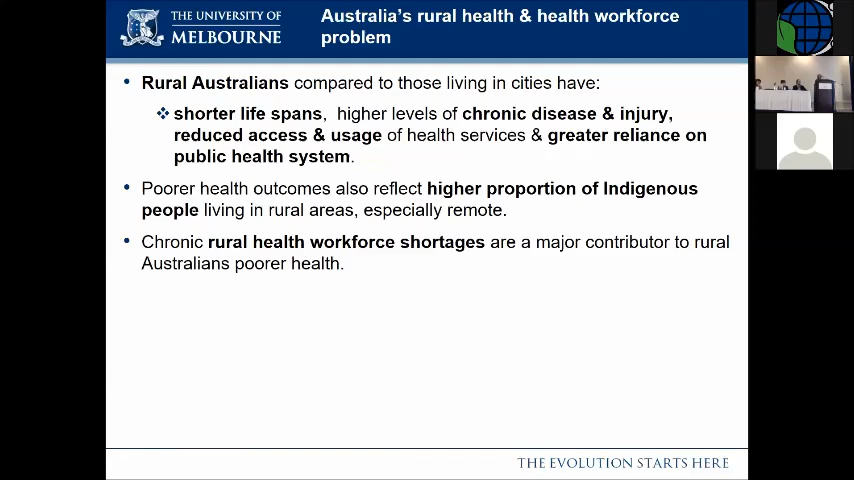 THE UNIVERSITY OF
MELBOURNE
Australia's rural health & health workforce
problem
• Rural Australians compared to those living in cities have:
❖ shorter life spans, higher levels of chronic disease & injury,
reduced access & usage of health services & greater reliance on
public health system.
• Poorer health outcomes also reflect higher proportion of Indigenous
people living in rural areas, especially remote.
• Chronic rural health workforce shortages are a major contributor to rural
Australians poorer health.
THE EVOLUTION STARTS HERE